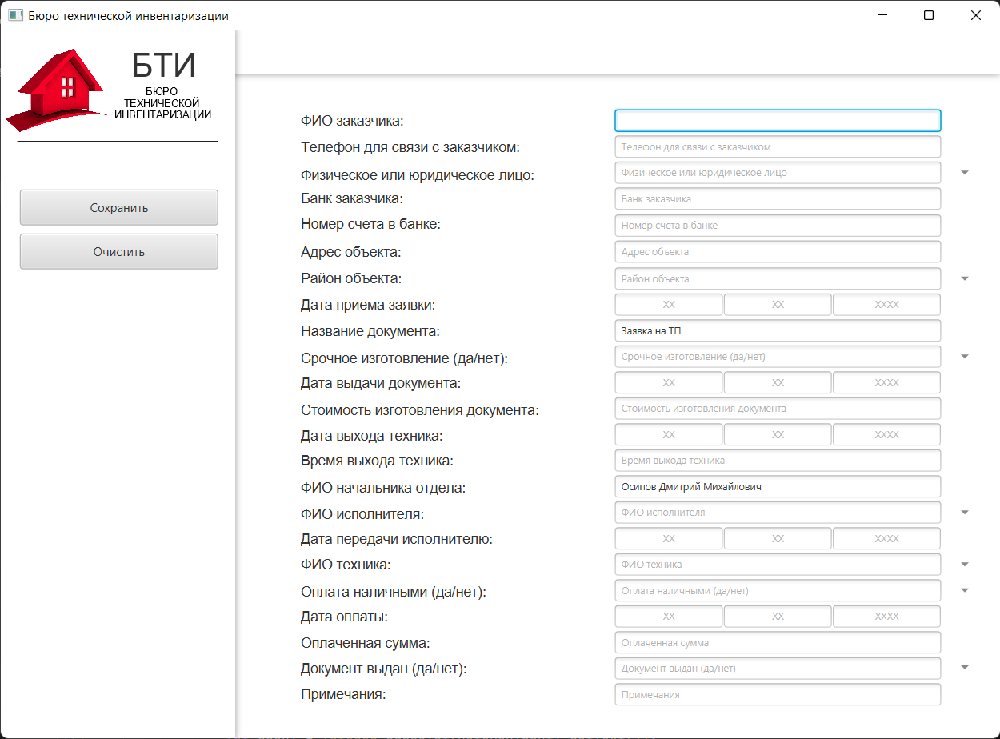 Бюро технической инвентаризации
БТИ
БЮРО
ТЕХНИЧЕСКОЙ
ИНВЕНТАРИЗАЦИИ
Сохранить
Очистить
ФИО заказчика:
Телефон для связи с заказчиком: Телефон для связи с заказчиком
Физическое или юридическое лицо: Физическое или юридическое лицо
Банк заказчика: Банк заказчика
Номер счета в банке: Номер счета в банке
Адрес объекта: Адрес объекта
Район объекта: Район объекта
Дата приема заявки: XX XX XXXX
Название документа: Заявка на ТП
Срочное изготовление (да/нет): Срочное изготовление (да/нет)
Дата выдачи документа: XX XX XXXX
Стоимость изготовления документа: Стоимость изготовления документа
Дата выхода техника: XX XX XXXX
Время выхода техника: Время выхода техника
ФИО начальника отдела: Осипов Дмитрий Михайлович
ФИО исполнителя: ФИО исполнителя
Дата передачи исполнителю: XX XX XXXX
ФИО техника: ФИО техника
Оплата наличными (да/нет): Оплата наличными (да/нет)
Дата оплаты: XX XX XXXX
Оплаченная сумма: Оплаченная сумма
Документ выдан (да/нет): Документ выдан (да/нет)
Примечания: Примечания